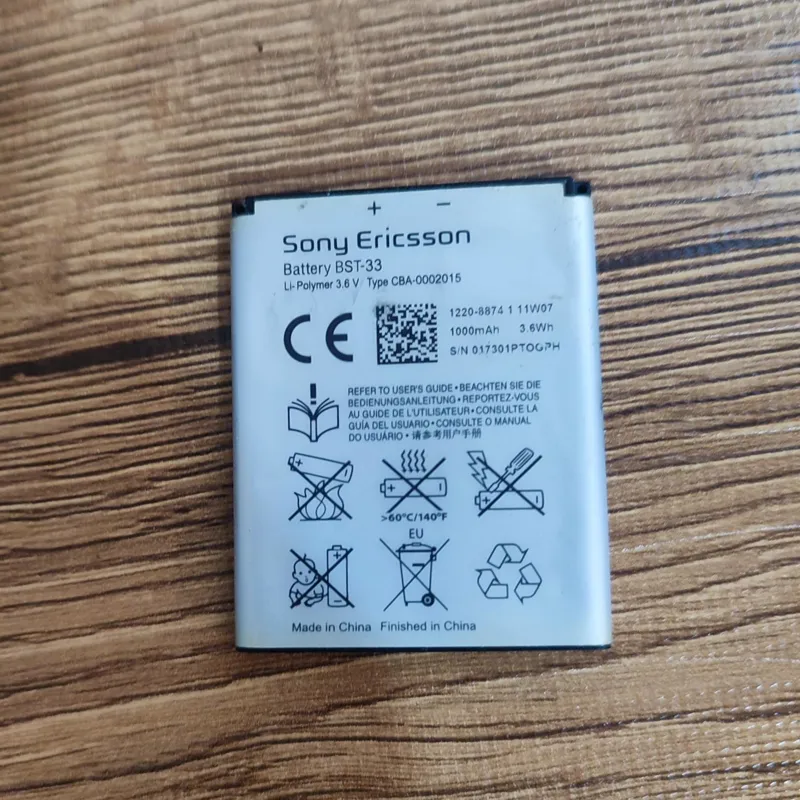 + −
Sony Ericsson
Battery BST-33
Li-Polymer 3.6 V Type CBA-0002015
CE
1220-8874 1 11W07
1000mAh 3.6Wh
S/N 017301PTOGPH
REFER TO USER'S GUIDE • BEACHTEN SIE DIE
BEDIENUNGSANLEITUNG • REPORTEZ-VOUS
AU GUIDE DE L'UTILISATEUR • CONSULTE LA
GUÍA DEL USUARIO • CONSULTE O MANUAL
DO USUÁRIO • 请参考用户手册
>60°C/140°F
EU
Made in China Finished in China